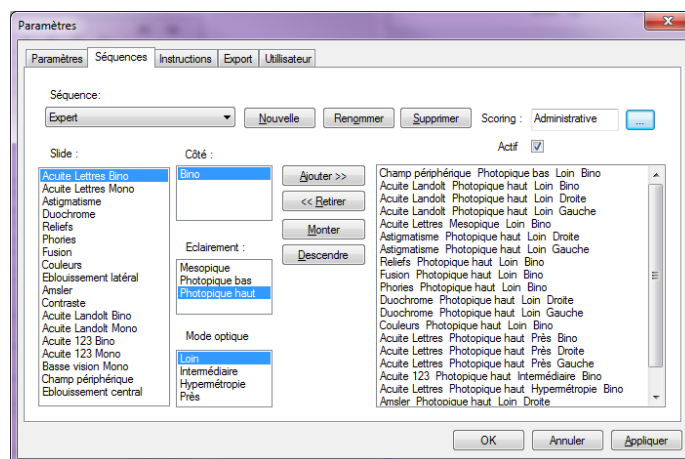 Paramètres
Paramètres Séquences Instructions Export Utilisateur
Séquence:
Expert Nouvelle Renommer Supprimer Scoring : Administrative ...
Actif
Slide :
Acuite Lettres Bino
Acuite Lettres Mono
Astigmatisme
Duochrome
Reliefs
Phories
Fusion
Couleurs
Eblouissement latéral
Amsler
Contraste
Acuite Landolt Bino
Acuite Landolt Mono
Acuite 123 Bino
Acuite 123 Mono
Basse vision Mono
Champ périphérique
Eblouissement central
Côté :
Bino
Eclairement :
Mesopique
Photopique bas
Photopique haut
Mode optique
Loin
Intermédiaire
Hypermétropie
Près
Ajouter >>
<< Retirer
Monter
Descendre
Champ périphérique Photopique bas Loin Bino
Acuite Landolt Photopique haut Loin Bino
Acuite Landolt Photopique haut Loin Droite
Acuite Landolt Photopique haut Loin Gauche
Acuite Lettres Mesopique Loin Bino
Astigmatisme Photopique haut Loin Droite
Astigmatisme Photopique haut Loin Gauche
Reliefs Photopique haut Loin Bino
Fusion Photopique haut Loin Bino
Phories Photopique haut Loin Bino
Duochrome Photopique haut Loin Droite
Duochrome Photopique haut Loin Gauche
Couleurs Photopique haut Loin Bino
Acuite Lettres Photopique haut Près Bino
Acuite Lettres Photopique haut Près Droite
Acuite Lettres Photopique haut Près Gauche
Acuite 123 Photopique haut Intermédiaire Bino
Acuite Lettres Photopique haut Hypermétropie Bino
Amsler Photopique haut Loin Droite
OK Annuler Appliquer